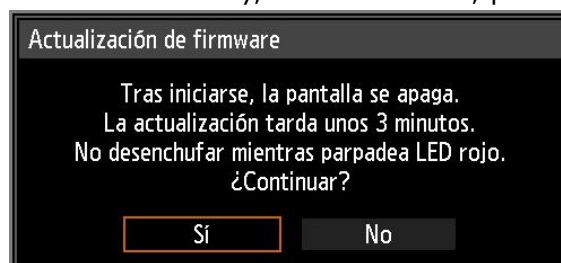 Actualización de firmware
Tras iniciarse, la pantalla se apaga.
La actualización tarda unos 3 minutos.
No desenchufar mientras parpadea LED rojo.
¿Continuar?
Sí No